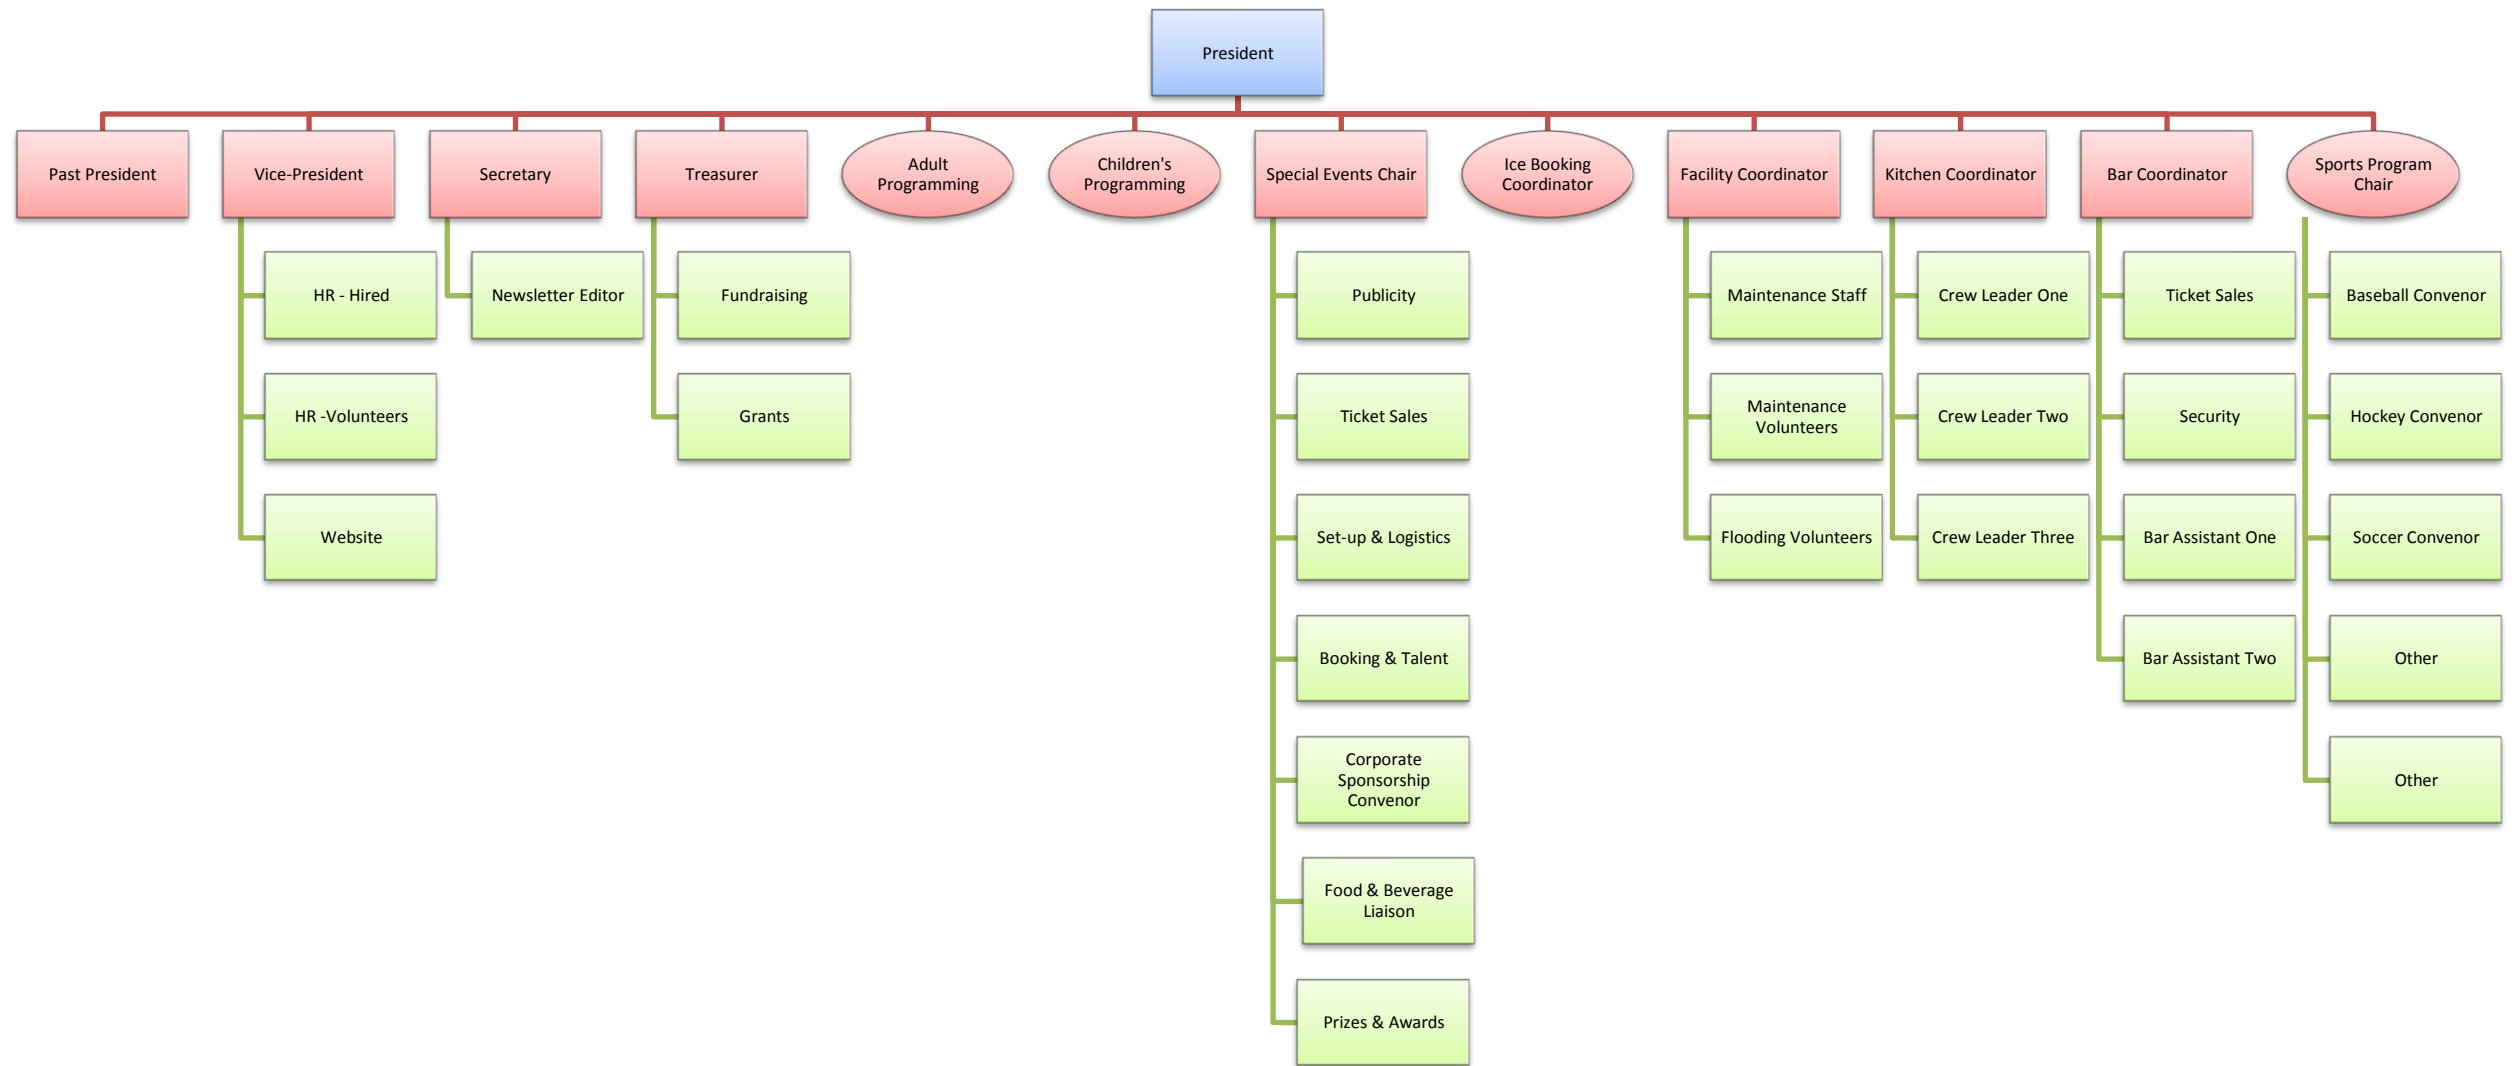 President
Past President
Vice-President
Secretary
Treasurer
Adult
Programming
Children's
Programming
Special Events Chair
Ice Booking
Coordinator
Facility Coordinator
Kitchen Coordinator
Bar Coordinator
Sports Program
Chair
HR - Hired
HR -Volunteers
Website
Newsletter Editor
Fundraising
Grants
Publicity
Ticket Sales
Set-up & Logistics
Booking & Talent
Corporate
Sponsorship
Convenor
Food & Beverage
Liaison
Prizes & Awards
Maintenance Staff
Maintenance
Volunteers
Flooding Volunteers
Crew Leader One
Crew Leader Two
Crew Leader Three
Ticket Sales
Security
Bar Assistant One
Bar Assistant Two
Baseball Convenor
Hockey Convenor
Soccer Convenor
Other
Other